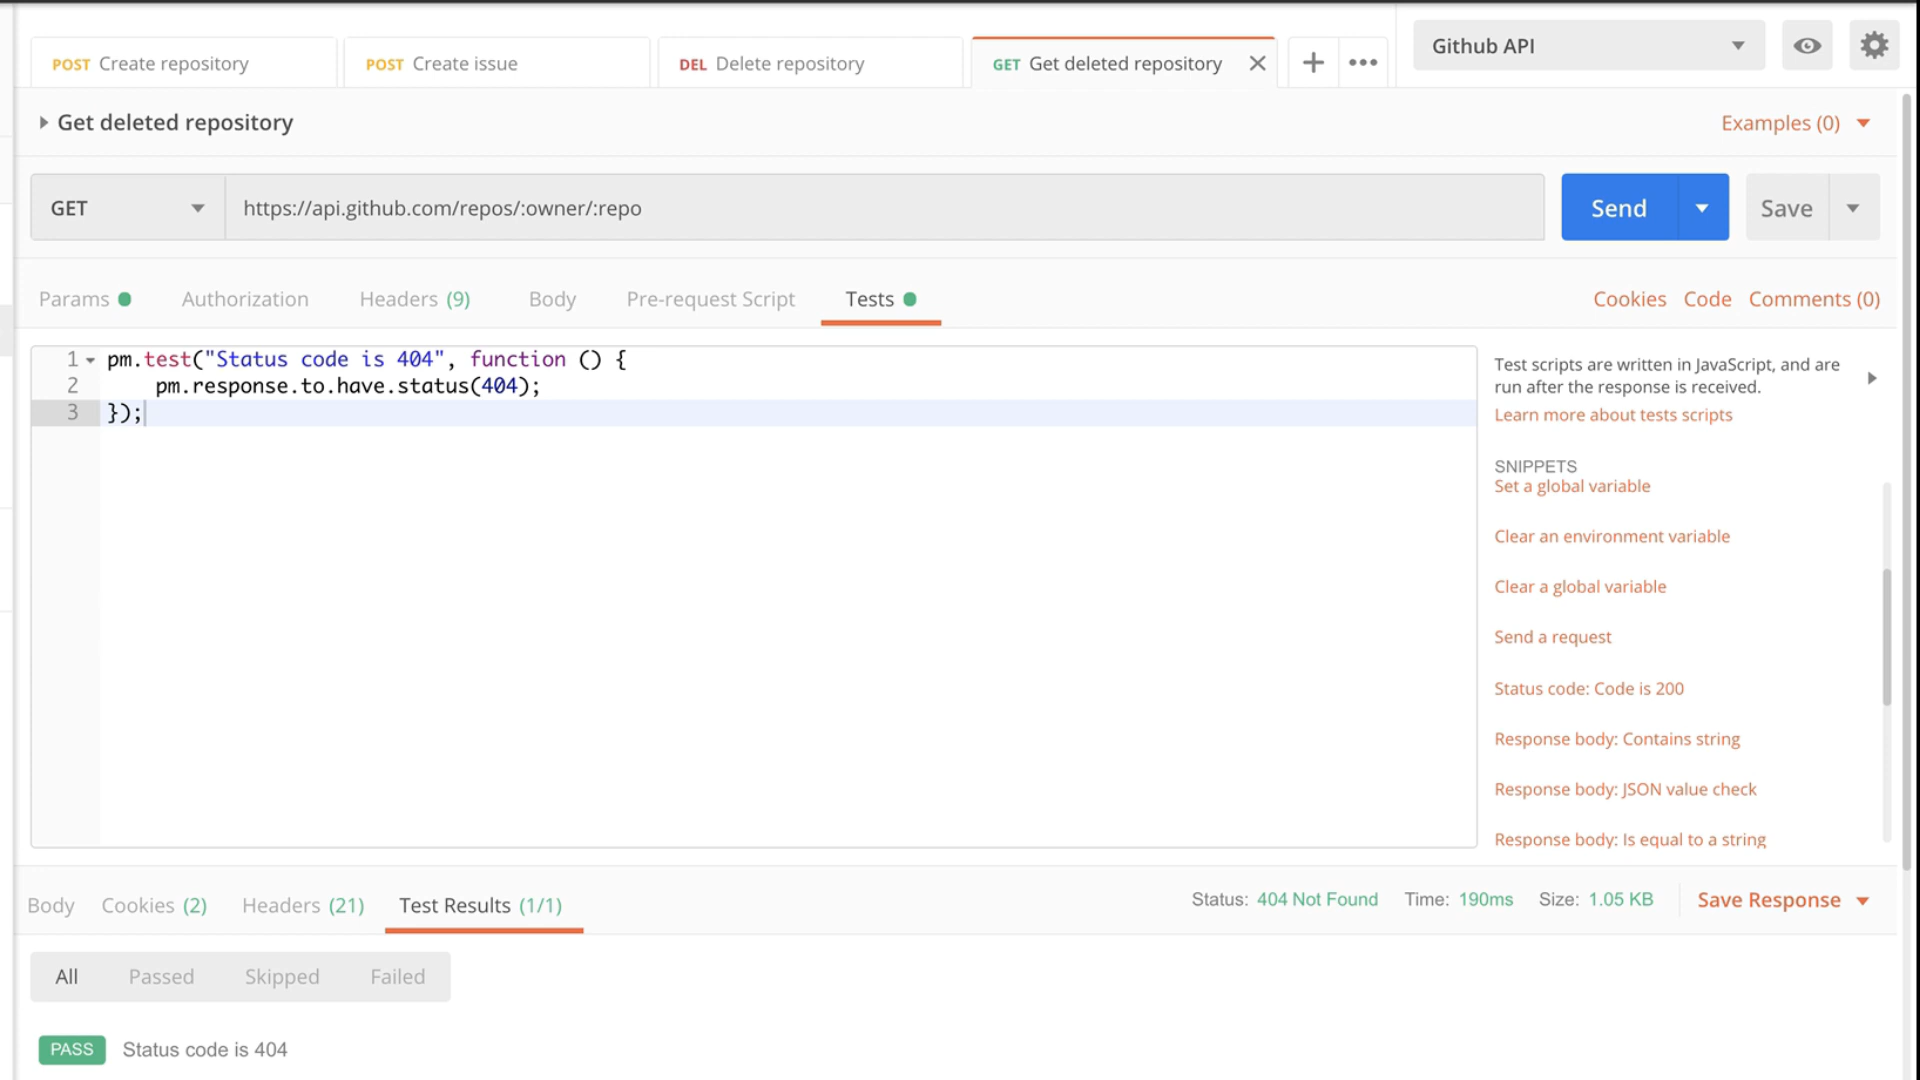 POST Create repository
POST Create issue
DEL Delete repository
GET Get deleted repository
Github API
Get deleted repository
Examples (0)
GET
https://api.github.com/repos/:owner/:repo
Send
Save
Params
Authorization
Headers (9)
Body
Pre-request Script
Tests
Cookies
Code
Comments (0)
1 pm.test("Status code is 404", function () {
2 pm.response.to.have.status(404);
3 });
Test scripts are written in JavaScript, and are
run after the response is received.
Learn more about tests scripts
SNIPPETS
Set a global variable
Clear an environment variable
Clear a global variable
Send a request
Status code: Code is 200
Response body: Contains string
Response body: JSON value check
Response body: Is equal to a string
Body
Cookies (2)
Headers (21)
Test Results (1/1)
Status: 404 Not Found
Time: 190ms
Size: 1.05 KB
Save Response
All
Passed
Skipped
Failed
PASS Status code is 404